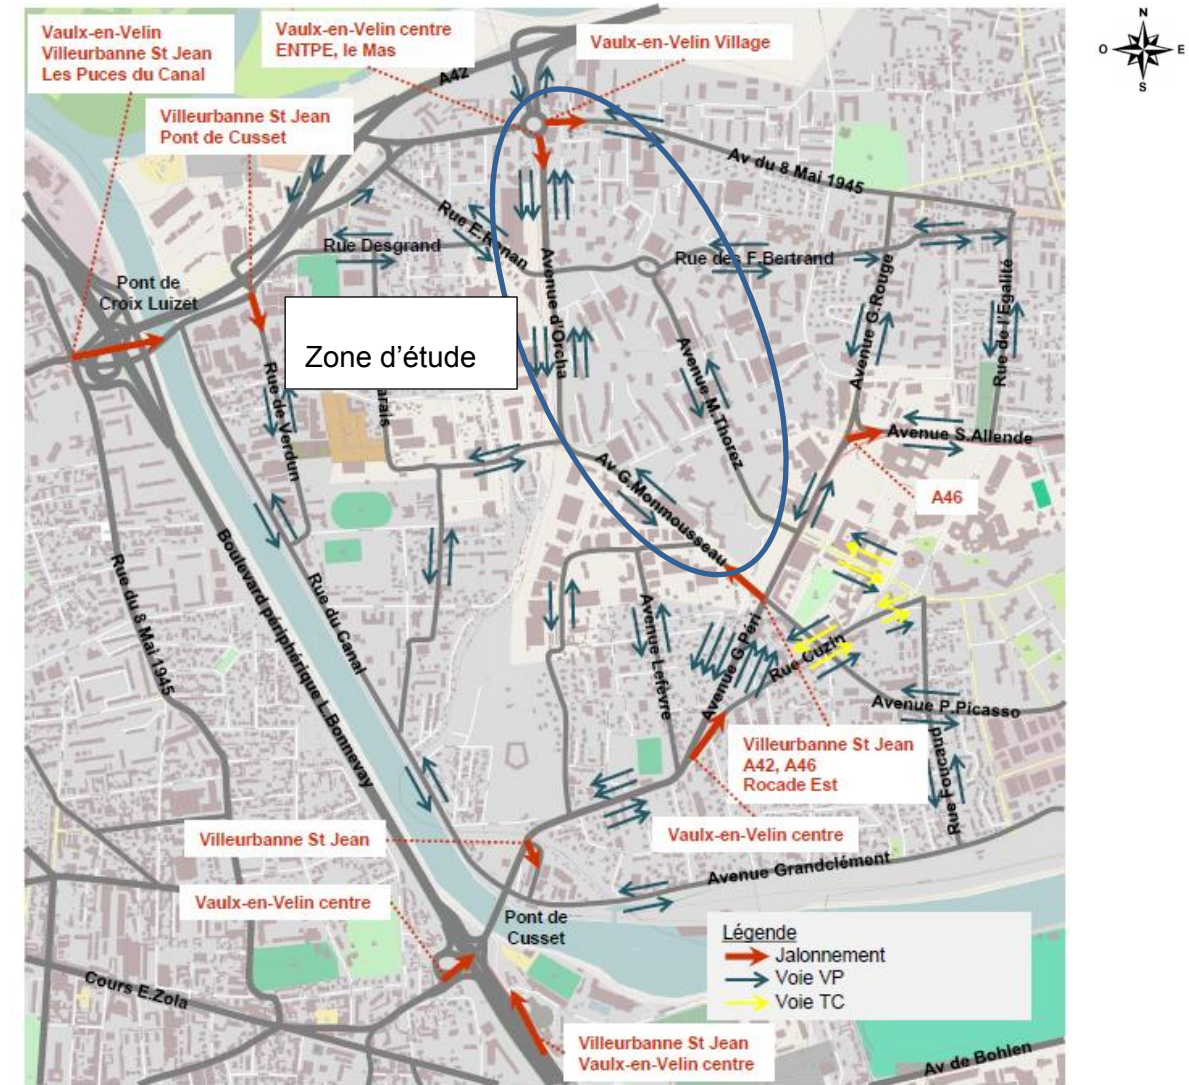 Vaulx-en-Velin
Villeurbanne St Jean
Les Puces du Canal
Vaulx-en-Velin centre
ENTPE, le Mas
Vaulx-en-Velin Village
N
O
E
S
A42
Villeurbanne St Jean
Pont de Cusset
Av du 8 Mai 1945
Rue E.Renan
Rue Desgrand
Rue des F.Bertrand
Pont de
Croix Luizet
Avenue d'Orcha
Avenue G.Rouge
Rue de l'Egalité
Zone d'étude
Rue de Verdun
arais
Avenue M.Thorez
Avenue S.Allende
Av G.Monmousseau
A46
Rue du 8 Mai 1945
Boulevard périphérique L.Bonnevay
Rue du Canal
Avenue Lefèvre
Avenue G.Péri
Rue Cuzin
Avenue P.Picasso
Rue Foucaud
Villeurbanne St Jean
A42, A46
Rocade Est
Vaulx-en-Velin centre
Villeurbanne St Jean
Avenue Grandclément
Vaulx-en-Velin centre
Pont de
Cusset
Légende
Jalonnement
Voie VP
Voie TC
Cours E.Zola
Villeurbanne St Jean
Vaulx-en-Velin centre
Av de Bohlen